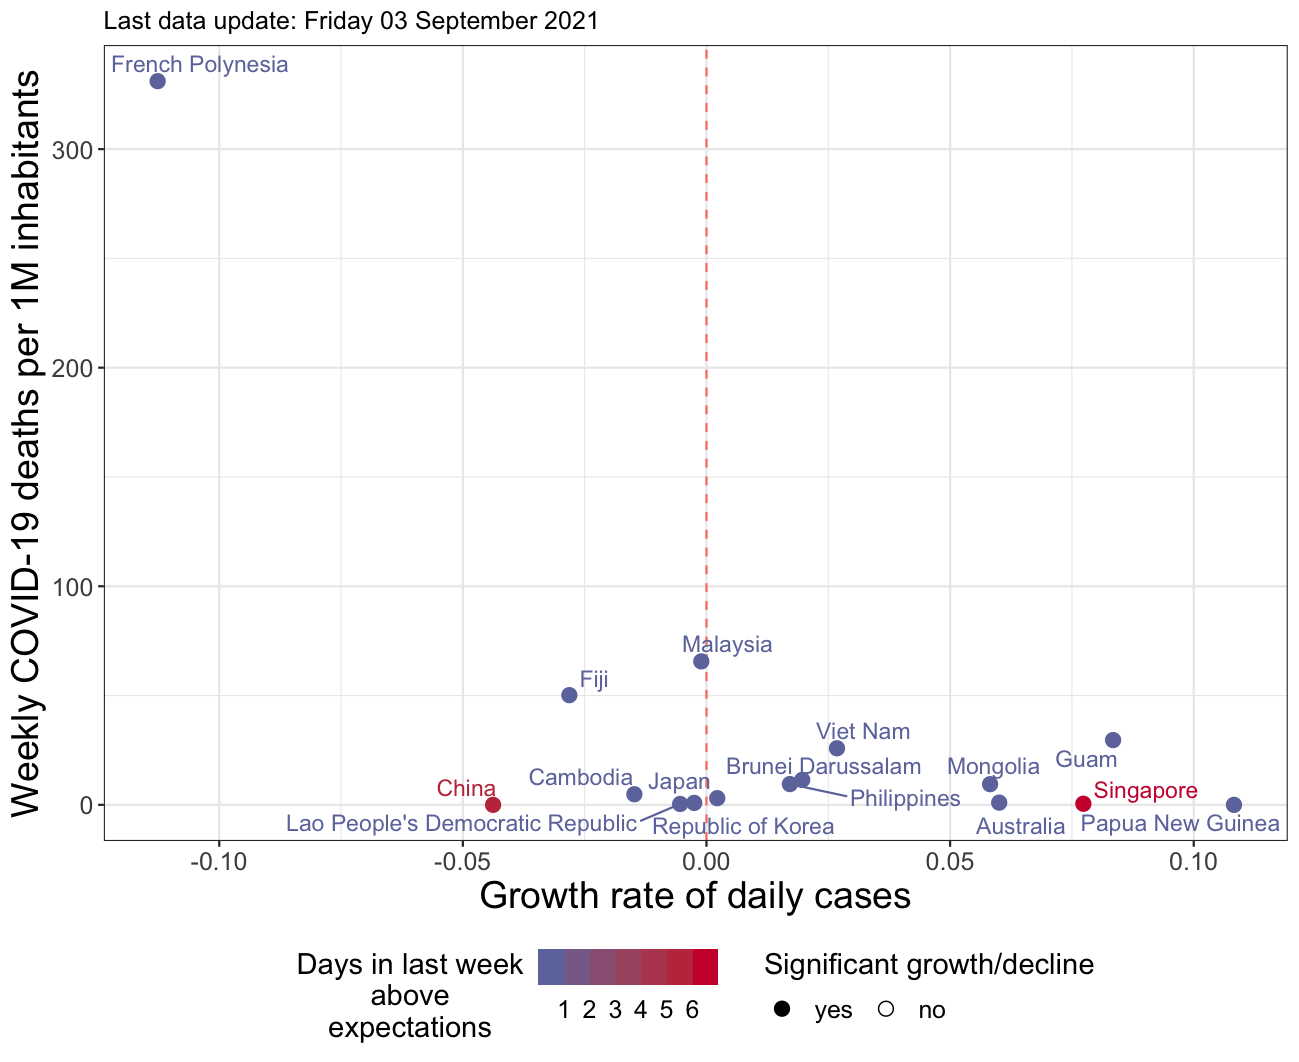 Last data update: Friday 03 September 2021
Weekly COVID-19 deaths per 1M inhabitants
300
200
100
0
French Polynesia
Malaysia
Fiji
Viet Nam
Brunei Darussalam
Mongolia
Guam
Cambodia
Japan
China
Philippines
Singapore
Lao People's Democratic Republic
Republic of Korea
Australia
Papua New Guinea
-0.10
-0.05
0.00
0.05
0.10
Growth rate of daily cases
Days in last week
above
expectations
1 2 3 4 5 6
Significant growth/decline
yes
no